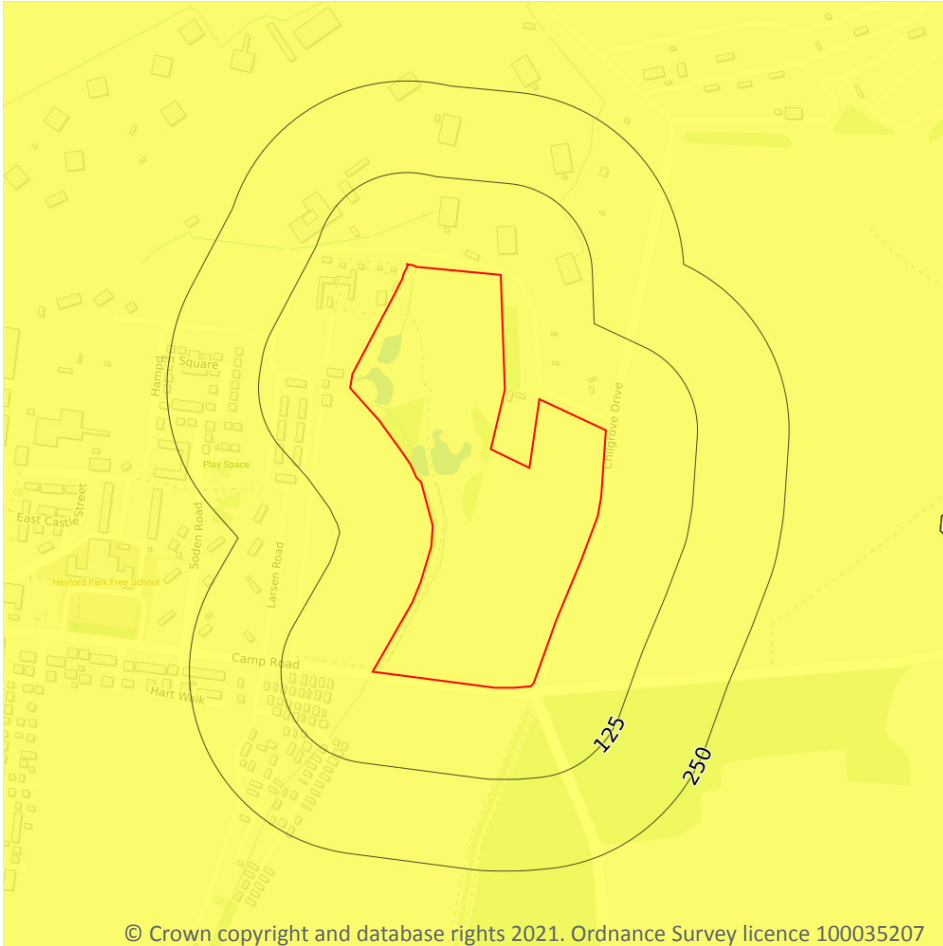 Hampd
Square
Chilgrove Drive
Play Space
Street
East Castle
Soden Road
Larsen Road
Heyford Park Free School
Camp Road
Hart Walk
125
250
© Crown copyright and database rights 2021. Ordnance Survey licence 100035207